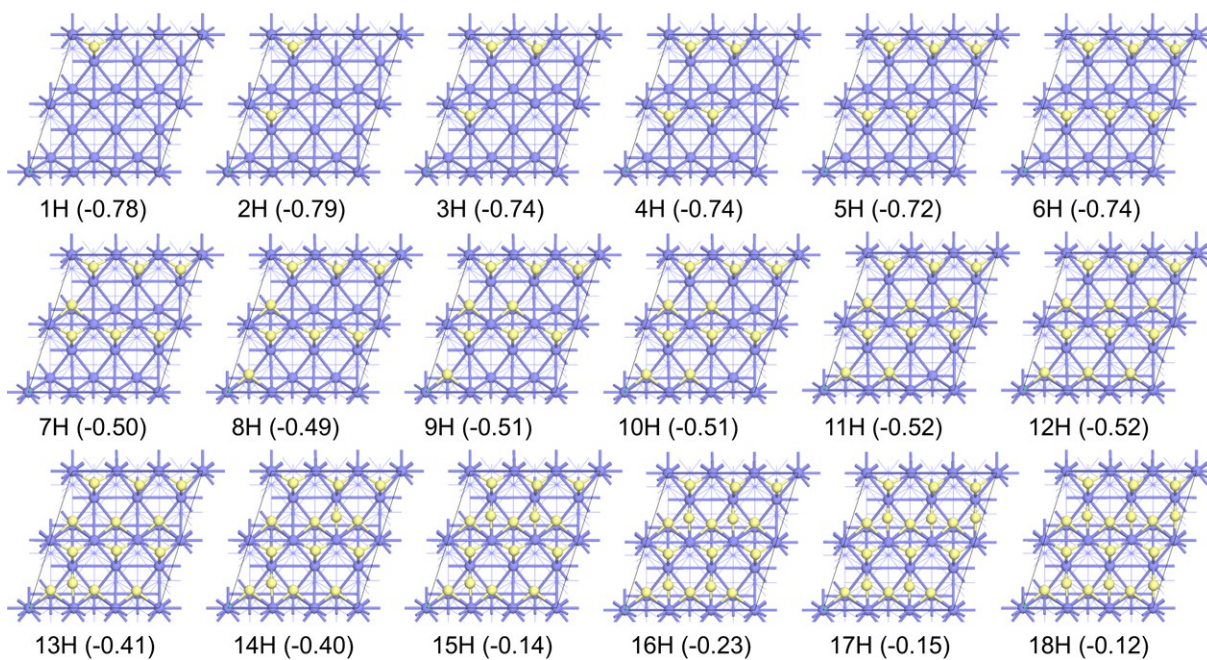 1H (-0.78) 2H (-0.79) 3H (-0.74) 4H (-0.74) 5H (-0.72) 6H (-0.74)
7H (-0.50) 8H (-0.49) 9H (-0.51) 10H (-0.51) 11H (-0.52) 12H (-0.52)
13H (-0.41) 14H (-0.40) 15H (-0.14) 16H (-0.23) 17H (-0.15) 18H (-0.12)